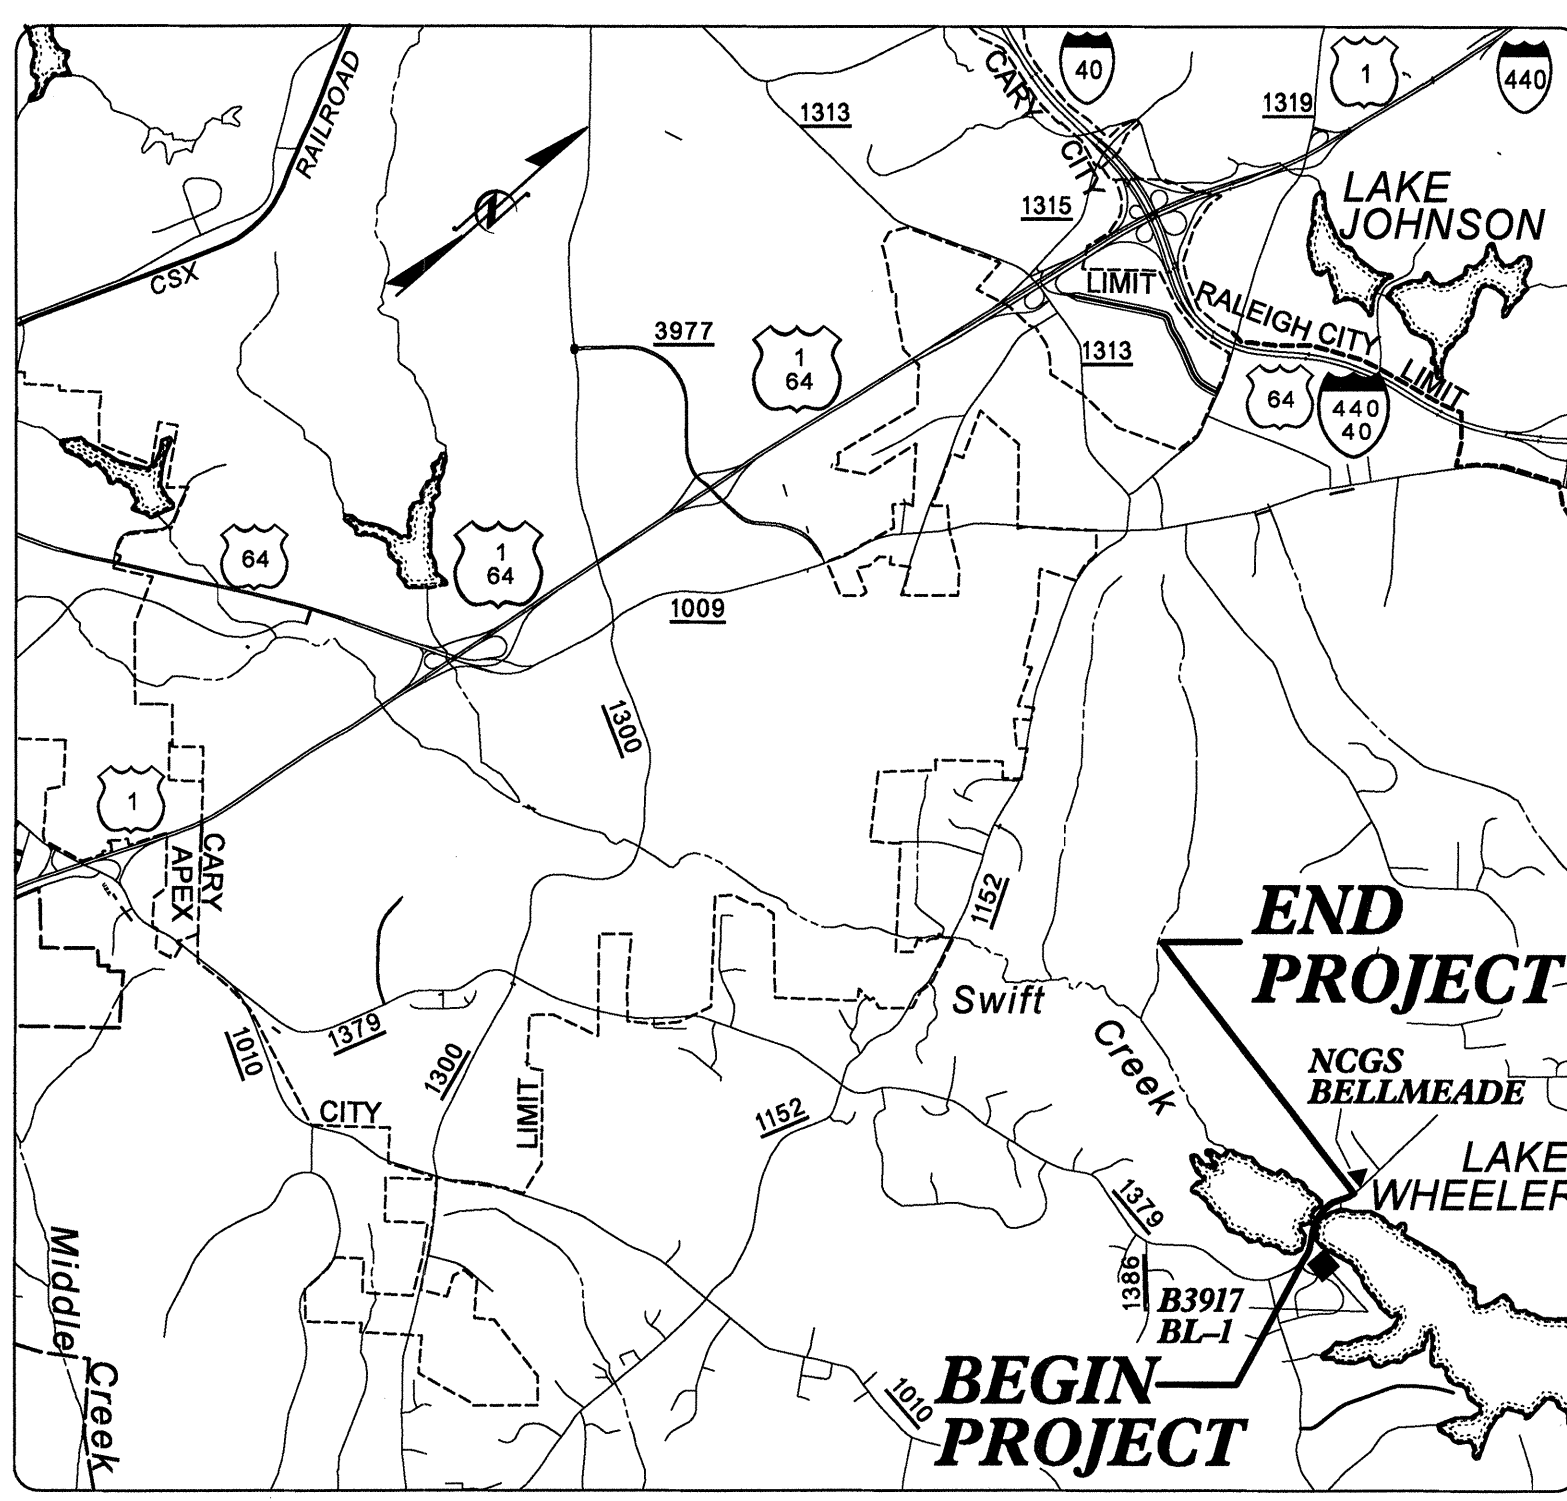 RAILROAD
CSX
CARY
CITY
LIMIT
40
1
440
1313
1319
1315
LAKE
JOHNSON
RALEIGH CITY
LIMIT
3977
1
64
1313
64
440
40
64
1
64
1009
1300
1
CARY
APEX
1152
END
PROJECT
Swift
Creek
1379
1010
1300
NCGS
BELLMEADE
CITY
LIMIT
1152
LAKE
WHEELER
1379
1386
B3917
BL-1
Middle
Creek
1010
BEGIN
PROJECT